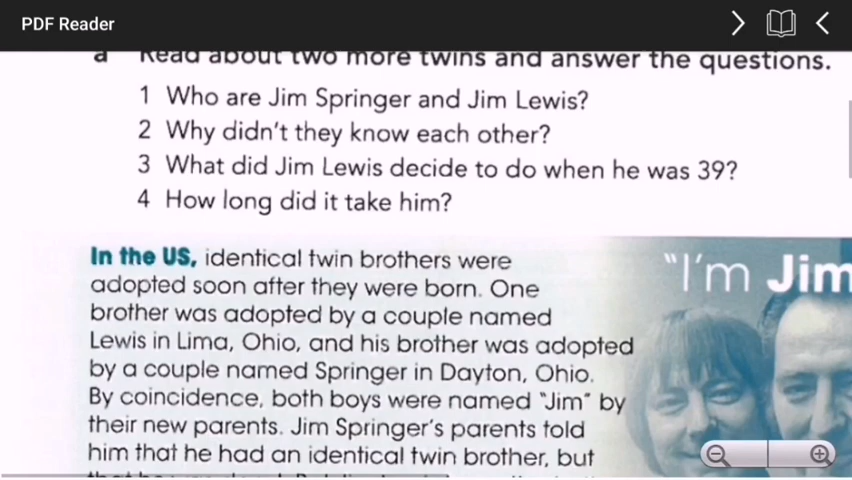 PDF Reader
a Read about two more twins and answer the questions.
1 Who are Jim Springer and Jim Lewis?
2 Why didn't they know each other?
3 What did Jim Lewis decide to do when he was 39?
4 How long did it take him?
In the US, identical twin brothers were
adopted soon after they were born. One
brother was adopted by a couple named
Lewis in Lima, Ohio, and his brother was adopted
by a couple named Springer in Dayton, Ohio.
By coincidence, both boys were named "Jim" by
their new parents. Jim Springer's parents told
him that he had an identical twin brother, but
"I'm Jim